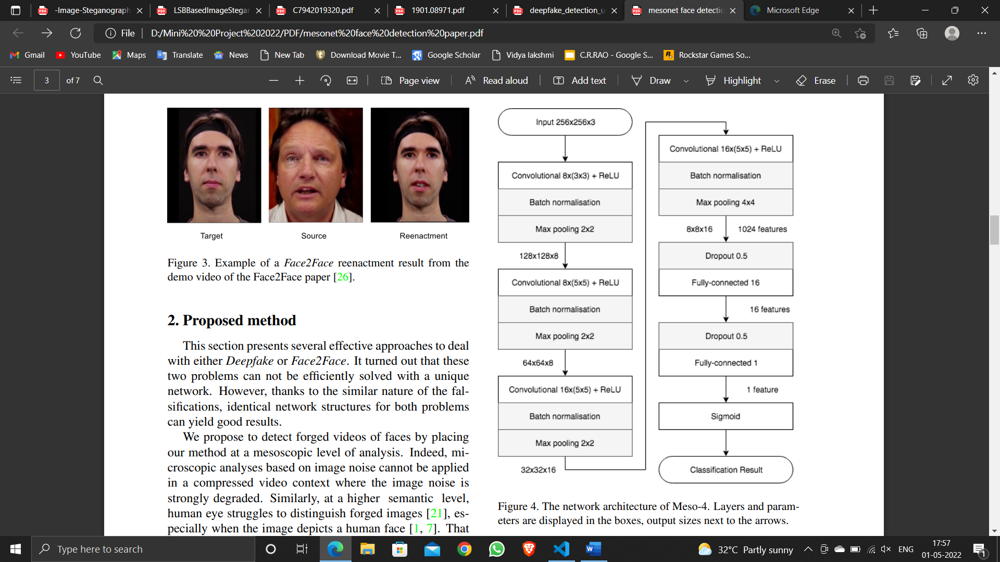 -Image-Steganograph
LSBBasedImageStegar
C7942019320.pdf
1901.08971.pdf
deepfake_detection_u
mesonet face detectio
Microsoft Edge
File
D:/Mini%20%20Project%202022/PDF/mesonet%20face%20detection%20paper.pdf
Gmail
YouTube
Maps
Translate
News
New Tab
Download Movie T...
Google Scholar
Vidya lakshmi
C.R.RAO - Google S...
Rockstar Games So...
3
of 7
Page view
Read aloud
Add text
Draw
Highlight
Erase
Target
Source
Reenactment
Figure 3. Example of a Face2Face reenactment result from the
demo video of the Face2Face paper [26].
2. Proposed method
This section presents several effective approaches to deal
with either Deepfake or Face2Face. It turned out that these
two problems can not be efficiently solved with a unique
network. However, thanks to the similar nature of the fal-
sifications, identical network structures for both problems
can yield good results.
We propose to detect forged videos of faces by placing
our method at a mesoscopic level of analysis. Indeed, mi-
croscopic analyses based on image noise cannot be applied
in a compressed video context where the image noise is
strongly degraded. Similarly, at a higher semantic level,
human eye struggles to distinguish forged images [21], es-
pecially when the image depicts a human face [1, 7]. That
Input 256x256x3
Convolutional 8x(3x3) + ReLU
Batch normalisation
Max pooling 2x2
128x128x8
Convolutional 8x(5x5) + ReLU
Batch normalisation
Max pooling 2x2
64x64x8
Convolutional 16x(5x5) + ReLU
Batch normalisation
Max pooling 2x2
32x32x16
Convolutional 16x(5x5) + ReLU
Batch normalisation
Max pooling 4x4
8x8x16
1024 features
Dropout 0.5
Fully-connected 16
16 features
Dropout 0.5
Fully-connected 1
1 feature
Sigmoid
Classification Result
Figure 4. The network architecture of Meso-4. Layers and param-
eters are displayed in the boxes, output sizes next to the arrows.
Type here to search
32°C Partly sunny
ENG
17:57
01-05-2022
1